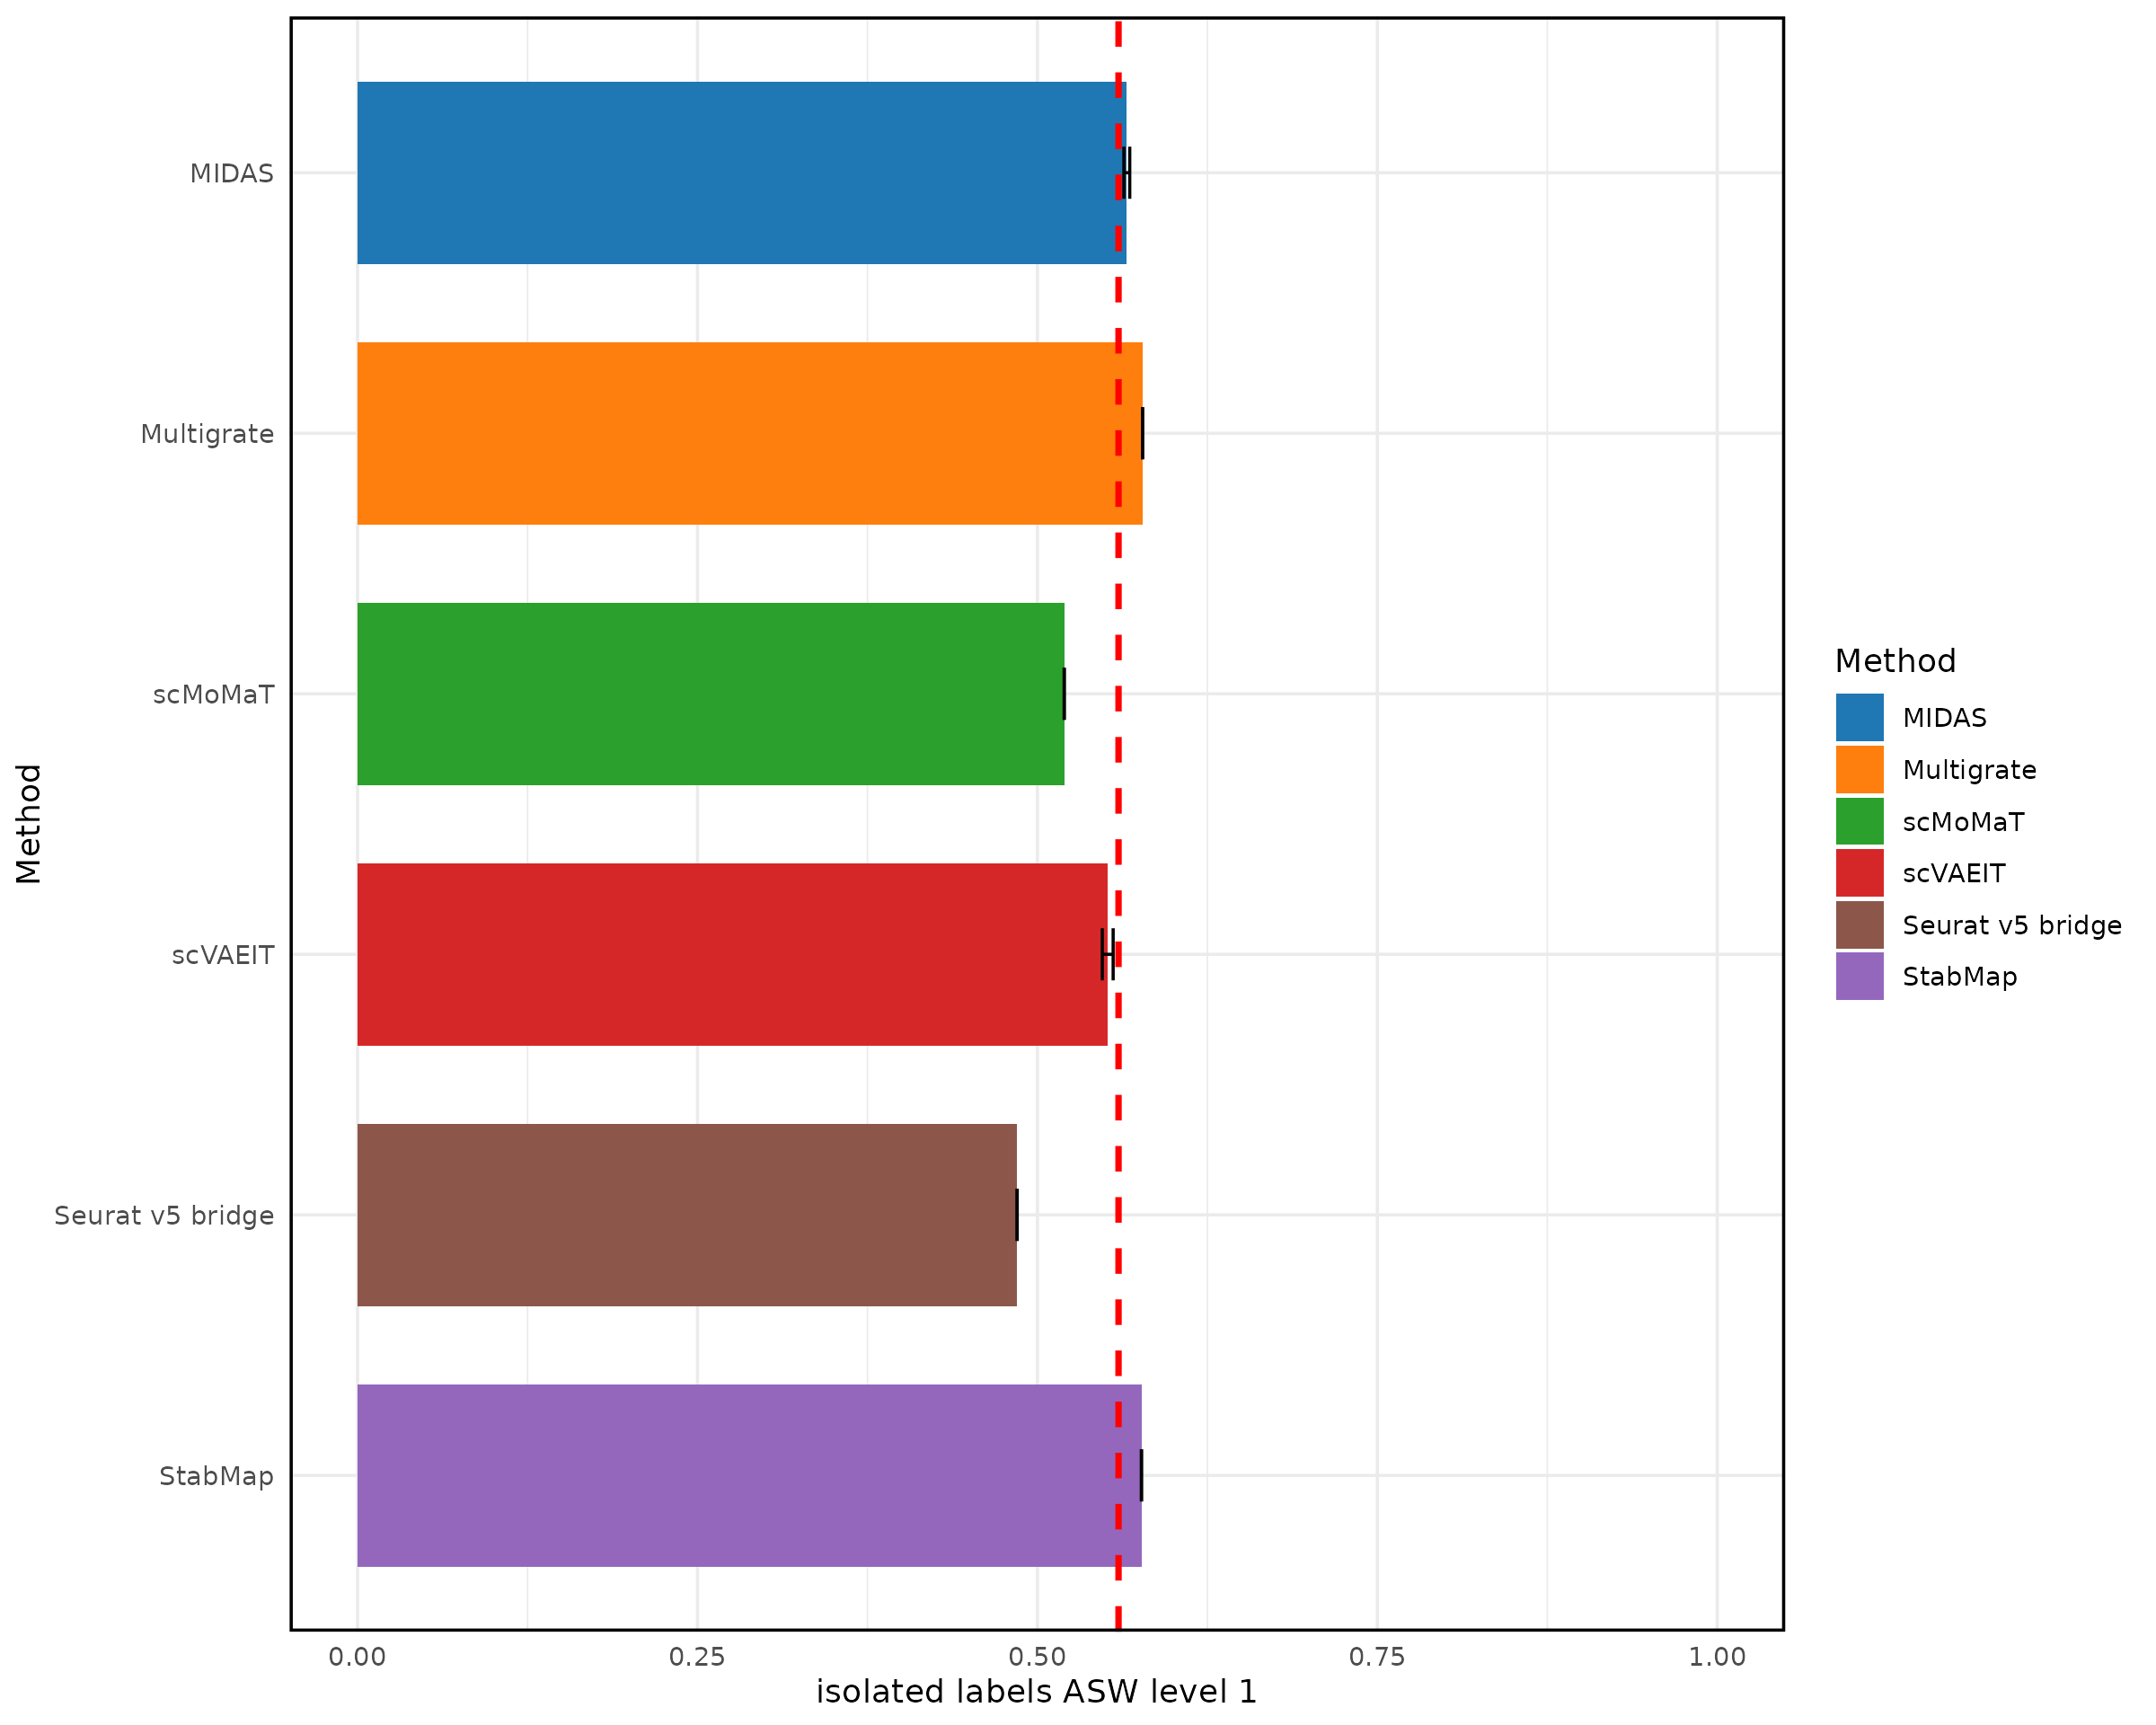 Method
MIDAS
Multigrate
scMoMaT
scVAEIT
Seurat v5 bridge
StabMap
0.00 0.25 0.50 0.75 1.00
isolated labels ASW level 1
Method
MIDAS
Multigrate
scMoMaT
scVAEIT
Seurat v5 bridge
StabMap